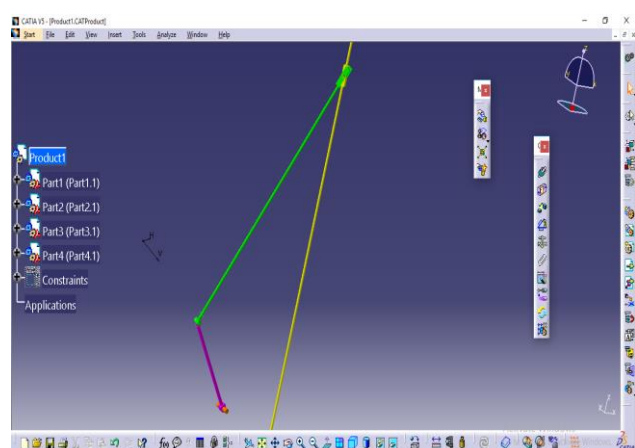 CATIA V5 - [Product1.CATProduct]
Start File Edit View Insert Tools Analyze Window Help
Product1
Part1 (Part1.1)
Part2 (Part2.1)
Part3 (Part3.1)
Part4 (Part4.1)
Constraints
Applications